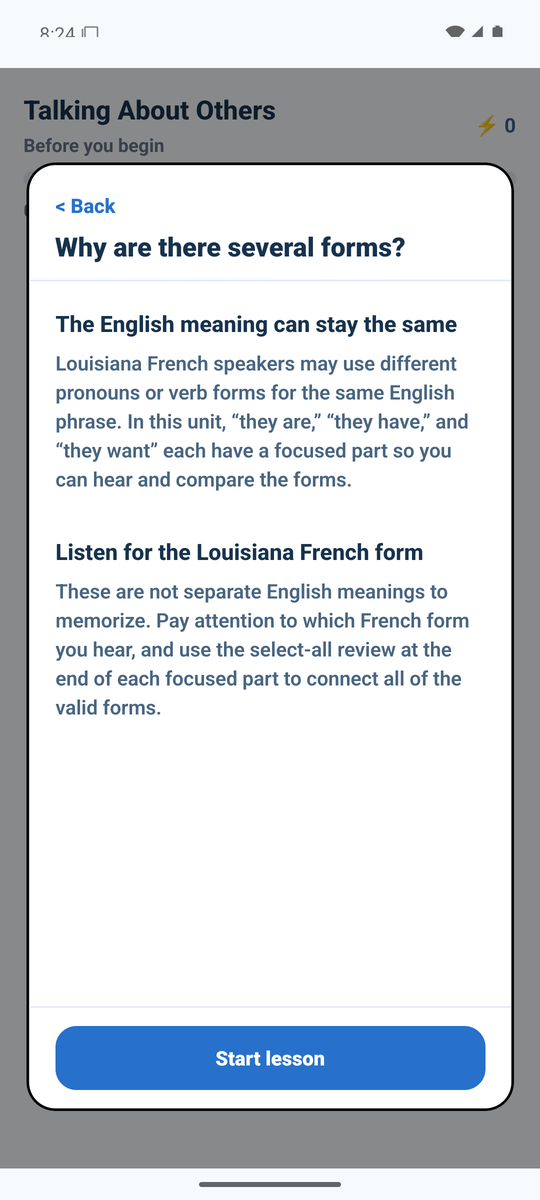 8:24
Talking About Others
⚡ 0
Before you begin
< Back
Why are there several forms?
The English meaning can stay the same
Louisiana French speakers may use different
pronouns or verb forms for the same English
phrase. In this unit, “they are,” “they have,” and
“they want” each have a focused part so you
can hear and compare the forms.
Listen for the Louisiana French form
These are not separate English meanings to
memorize. Pay attention to which French form
you hear, and use the select-all review at the
end of each focused part to connect all of the
valid forms.
Start lesson